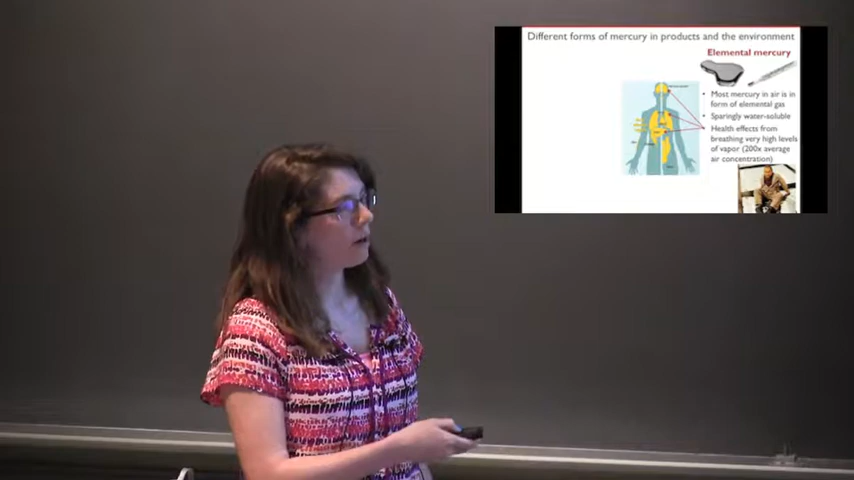 Different forms of mercury in products and the environment
Elemental mercury
• Most mercury in air is in
form of elemental gas
• Sparingly water-soluble
• Health effects from
breathing very high levels
of vapor (200x average
air concentration)